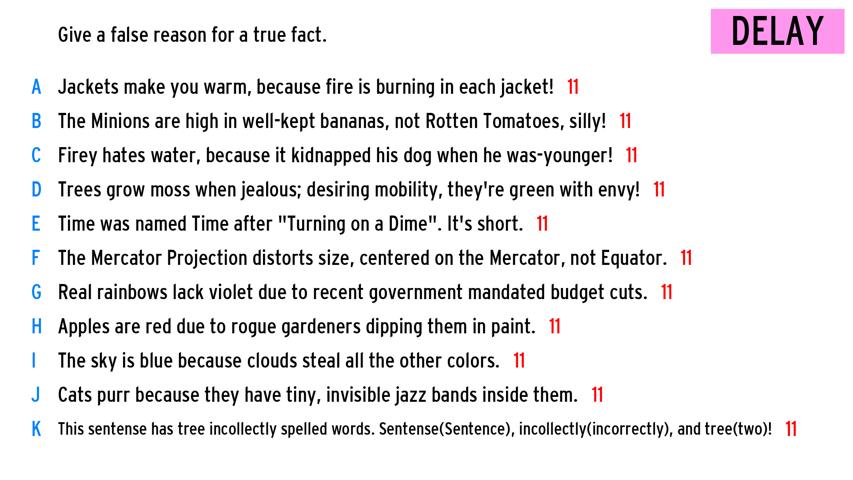 Give a false reason for a true fact.
DELAY
A Jackets make you warm, because fire is burning in each jacket! 11
B The Minions are high in well-kept bananas, not Rotten Tomatoes, silly! 11
C Firey hates water, because it kidnapped his dog when he was-younger! 11
D Trees grow moss when jealous; desiring mobility, they're green with envy! 11
E Time was named Time after "Turning on a Dime". It's short. 11
F The Mercator Projection distorts size, centered on the Mercator, not Equator. 11
G Real rainbows lack violet due to recent government mandated budget cuts. 11
H Apples are red due to rogue gardeners dipping them in paint. 11
I The sky is blue because clouds steal all the other colors. 11
J Cats purr because they have tiny, invisible jazz bands inside them. 11
K This sentense has tree incollectly spelled words. Sentense(Sentence), incollectly(incorrectly), and tree(two)! 11